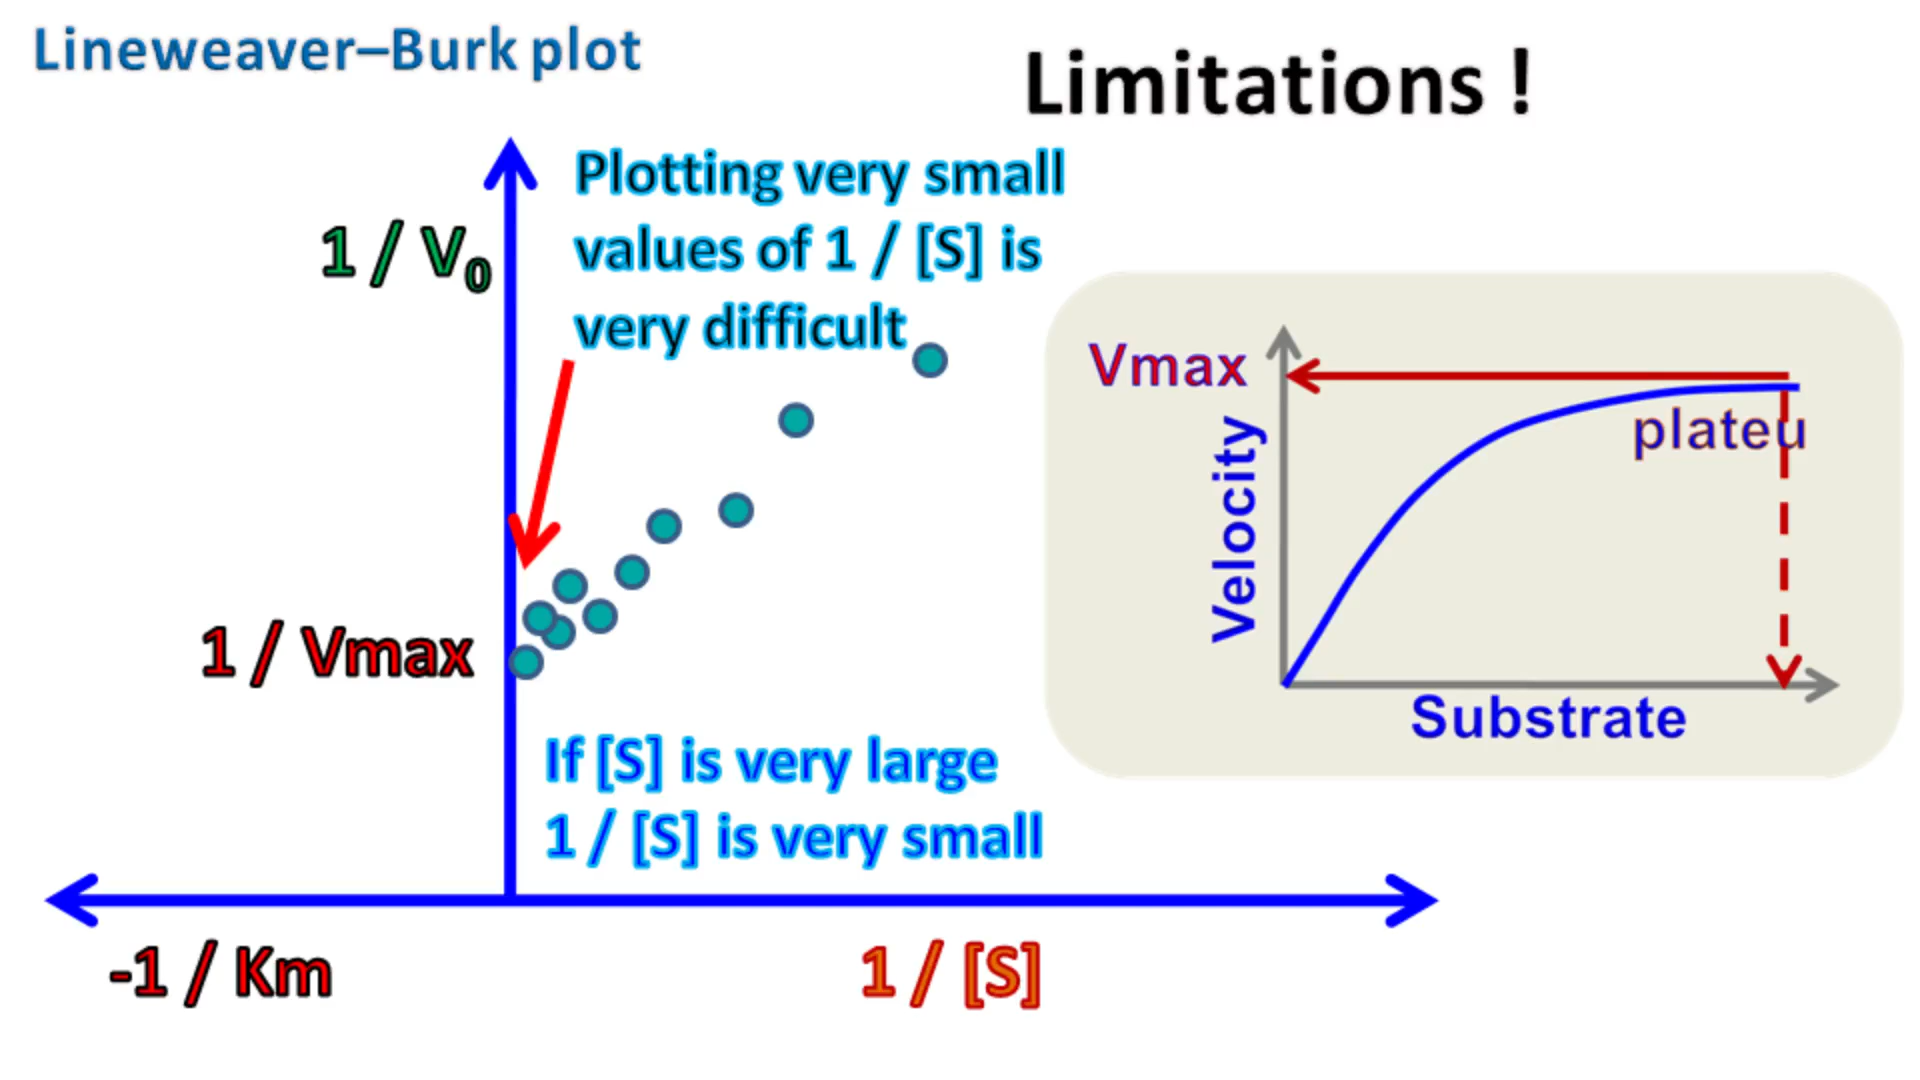 Lineweaver–Burk plot
Limitations !
Plotting very small
values of 1 / [S] is
very difficult
1 / V₀
1 / Vmax
If [S] is very large
1 / [S] is very small
-1 / Km
1 / [S]
Vmax
plateu
Velocity
Substrate